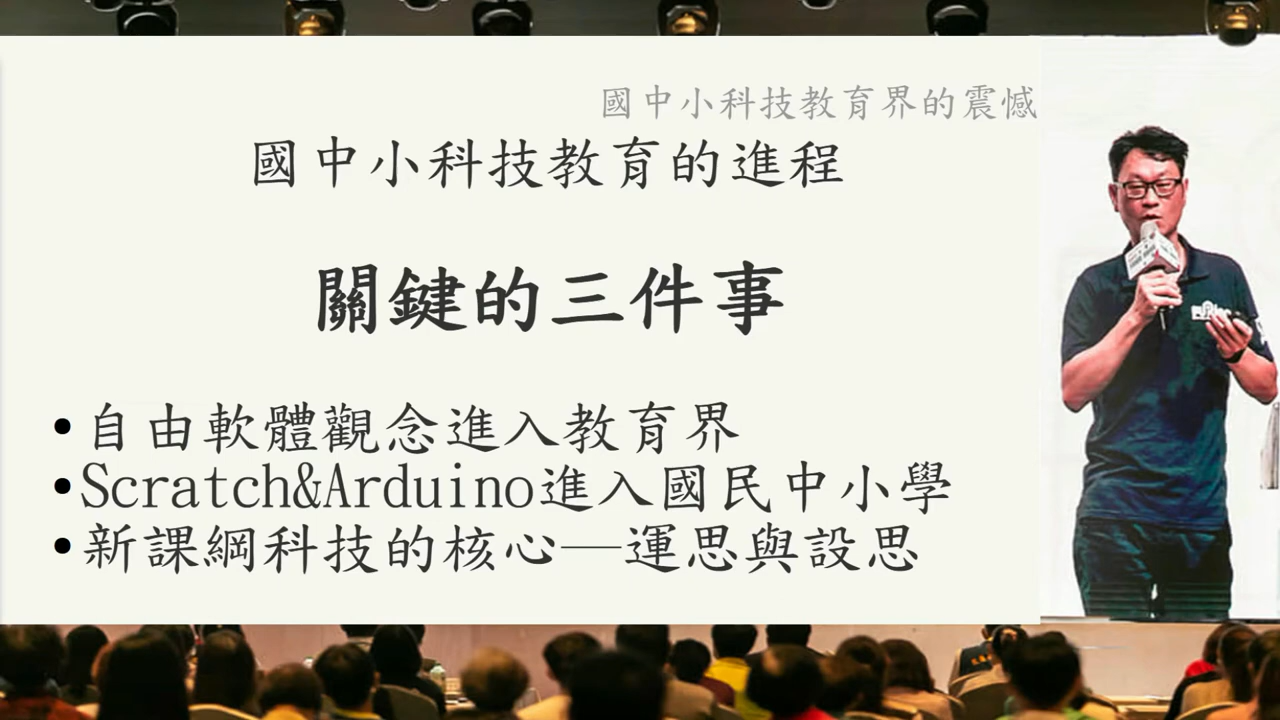 國中小科技教育界的震憾
國中小科技教育的進程
關鍵的三件事
•自由軟體觀念進入教育界
•Scratch&Arduino進入國民中小學
•新課綱科技的核心—運思與設思